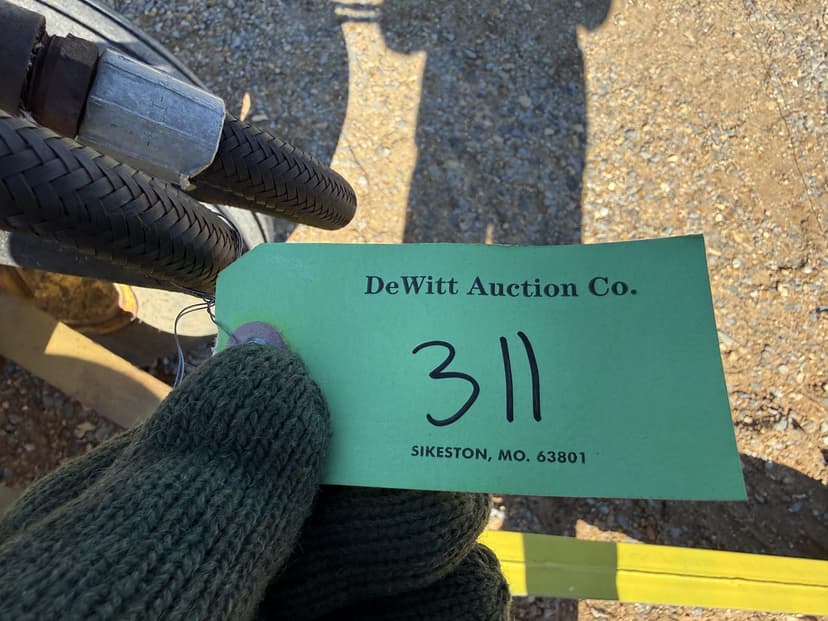 DeWitt Auction Co.
311
SIKESTON, MO. 63801